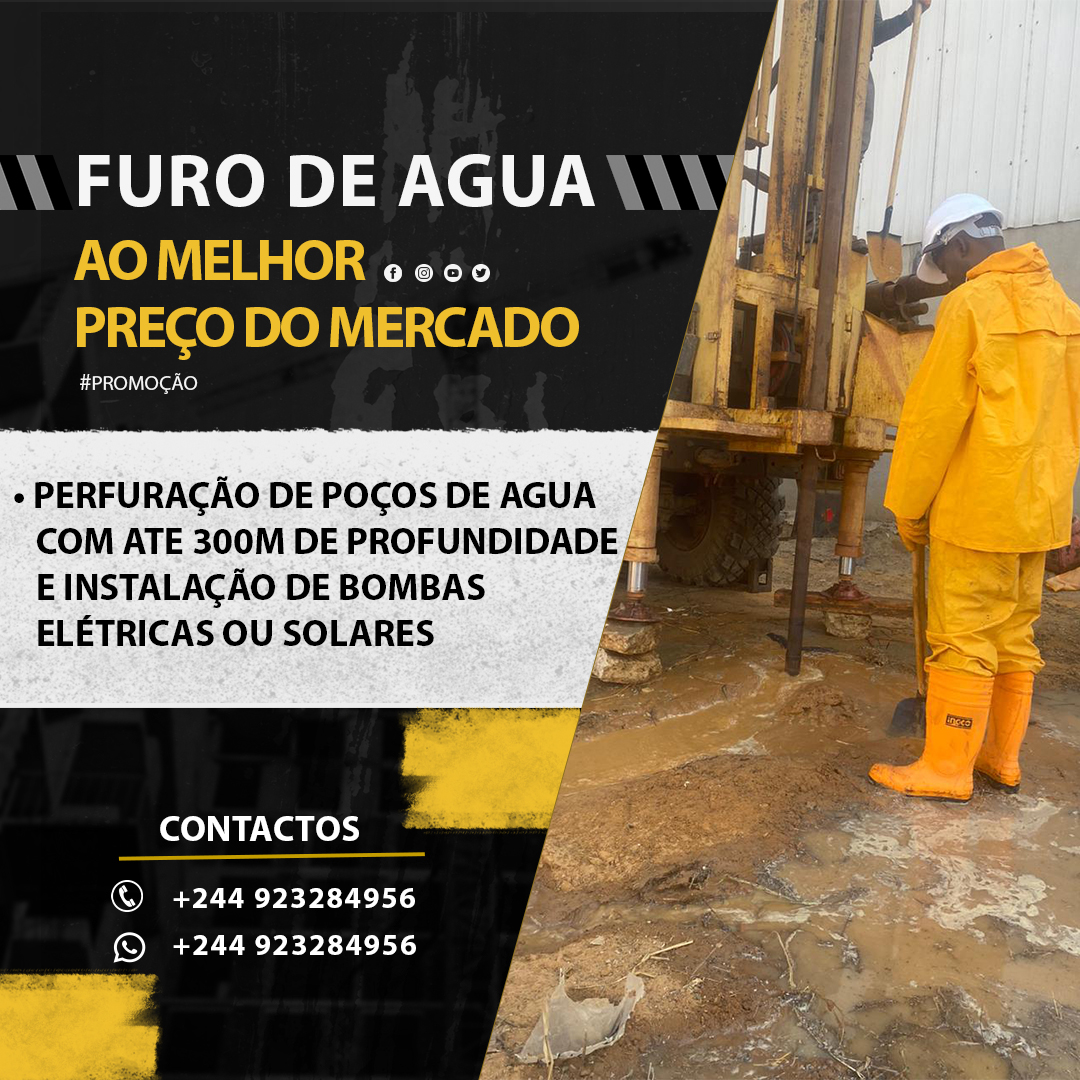 FURO DE AGUA
AO MELHOR
PREÇO DO MERCADO
#PROMOÇÃO
• PERFURAÇÃO DE POÇOS DE AGUA
COM ATE 300M DE PROFUNDIDADE
E INSTALAÇÃO DE BOMBAS
ELÉTRICAS OU SOLARES
CONTACTOS
+244 923284956
+244 923284956